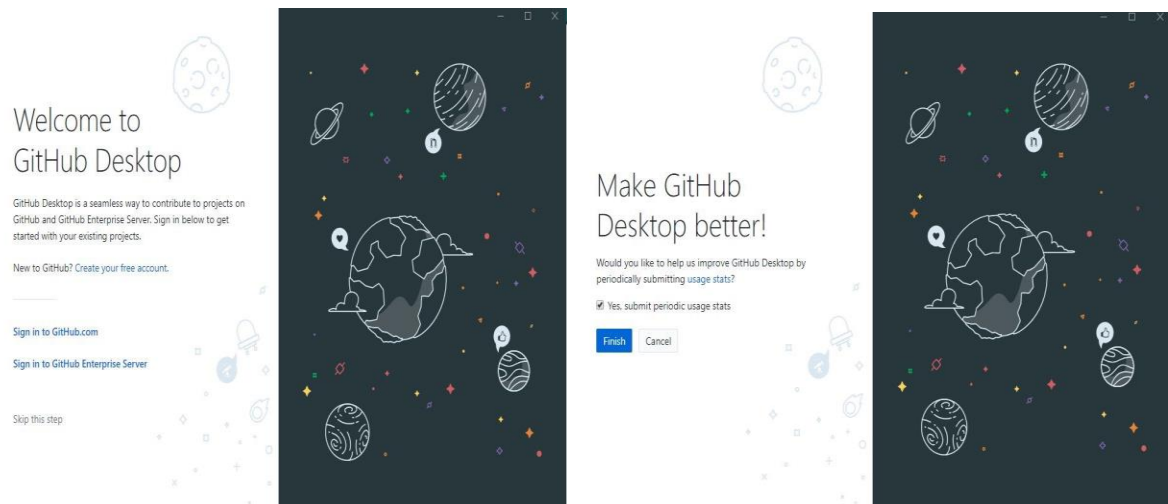 Welcome to
GitHub Desktop
GitHub Desktop is a seamless way to contribute to projects on
GitHub and GitHub Enterprise Server. Sign in below to get
started with your existing projects.
New to GitHub? Create your free account.
Sign in to GitHub.com
Sign in to GitHub Enterprise Server
Skip this step
Make GitHub
Desktop better!
Would you like to help us improve GitHub Desktop by
periodically submitting usage stats?
Yes, submit periodic usage stats
Finish Cancel